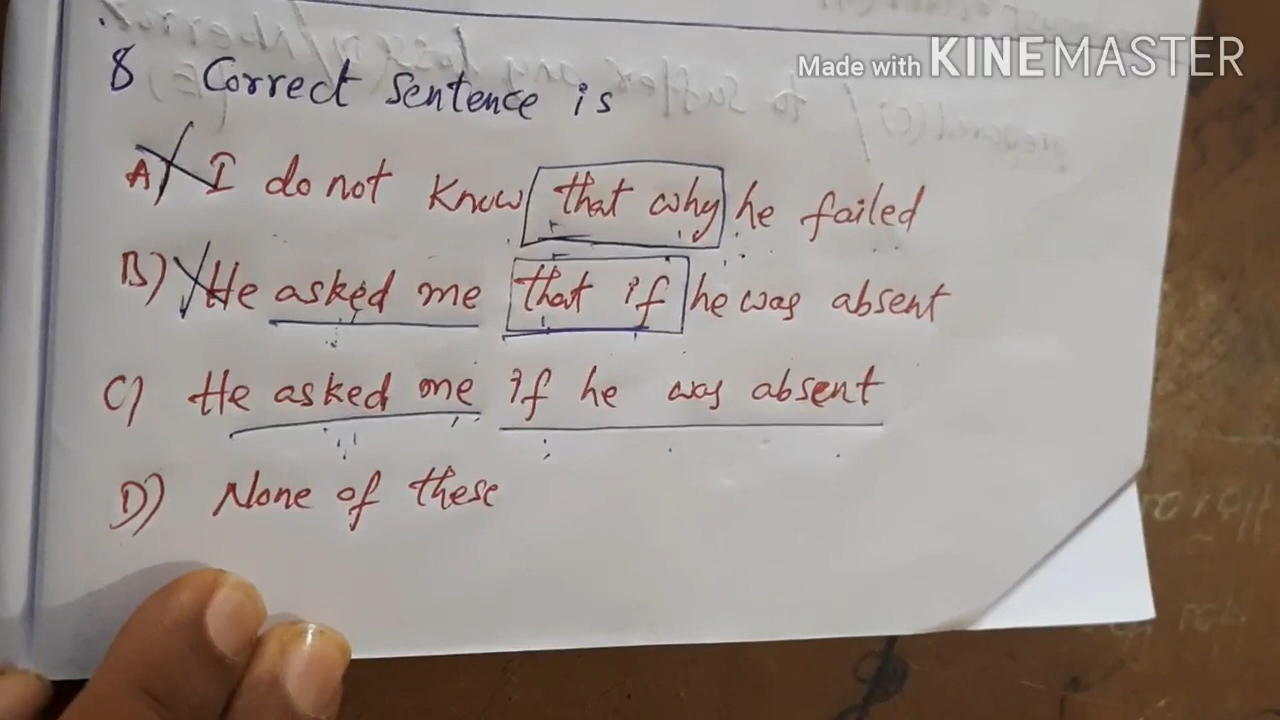 Made with KINEMASTER
8 Correct Sentence is
A) I do not know that why he failed
B) He asked me that if he was absent
C) He asked me if he was absent
D) None of these